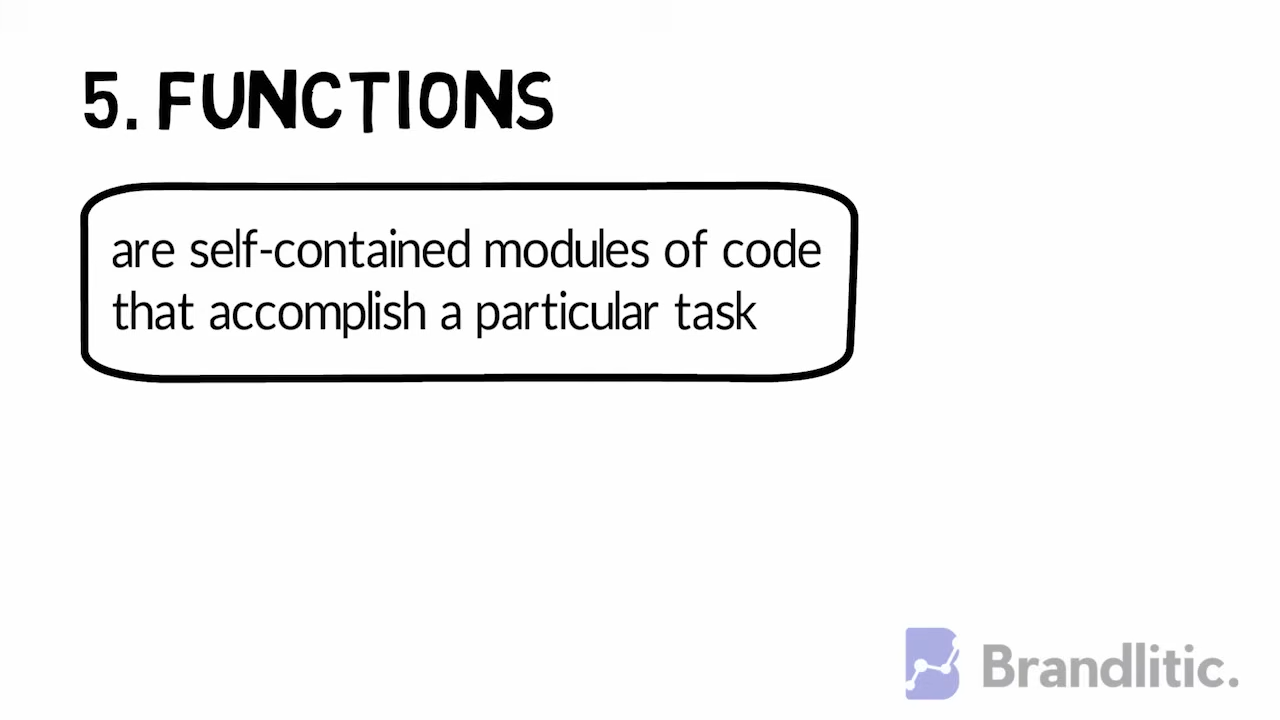 5. FUNCTIONS
are self-contained modules of code
that accomplish a particular task
Brandlitic.